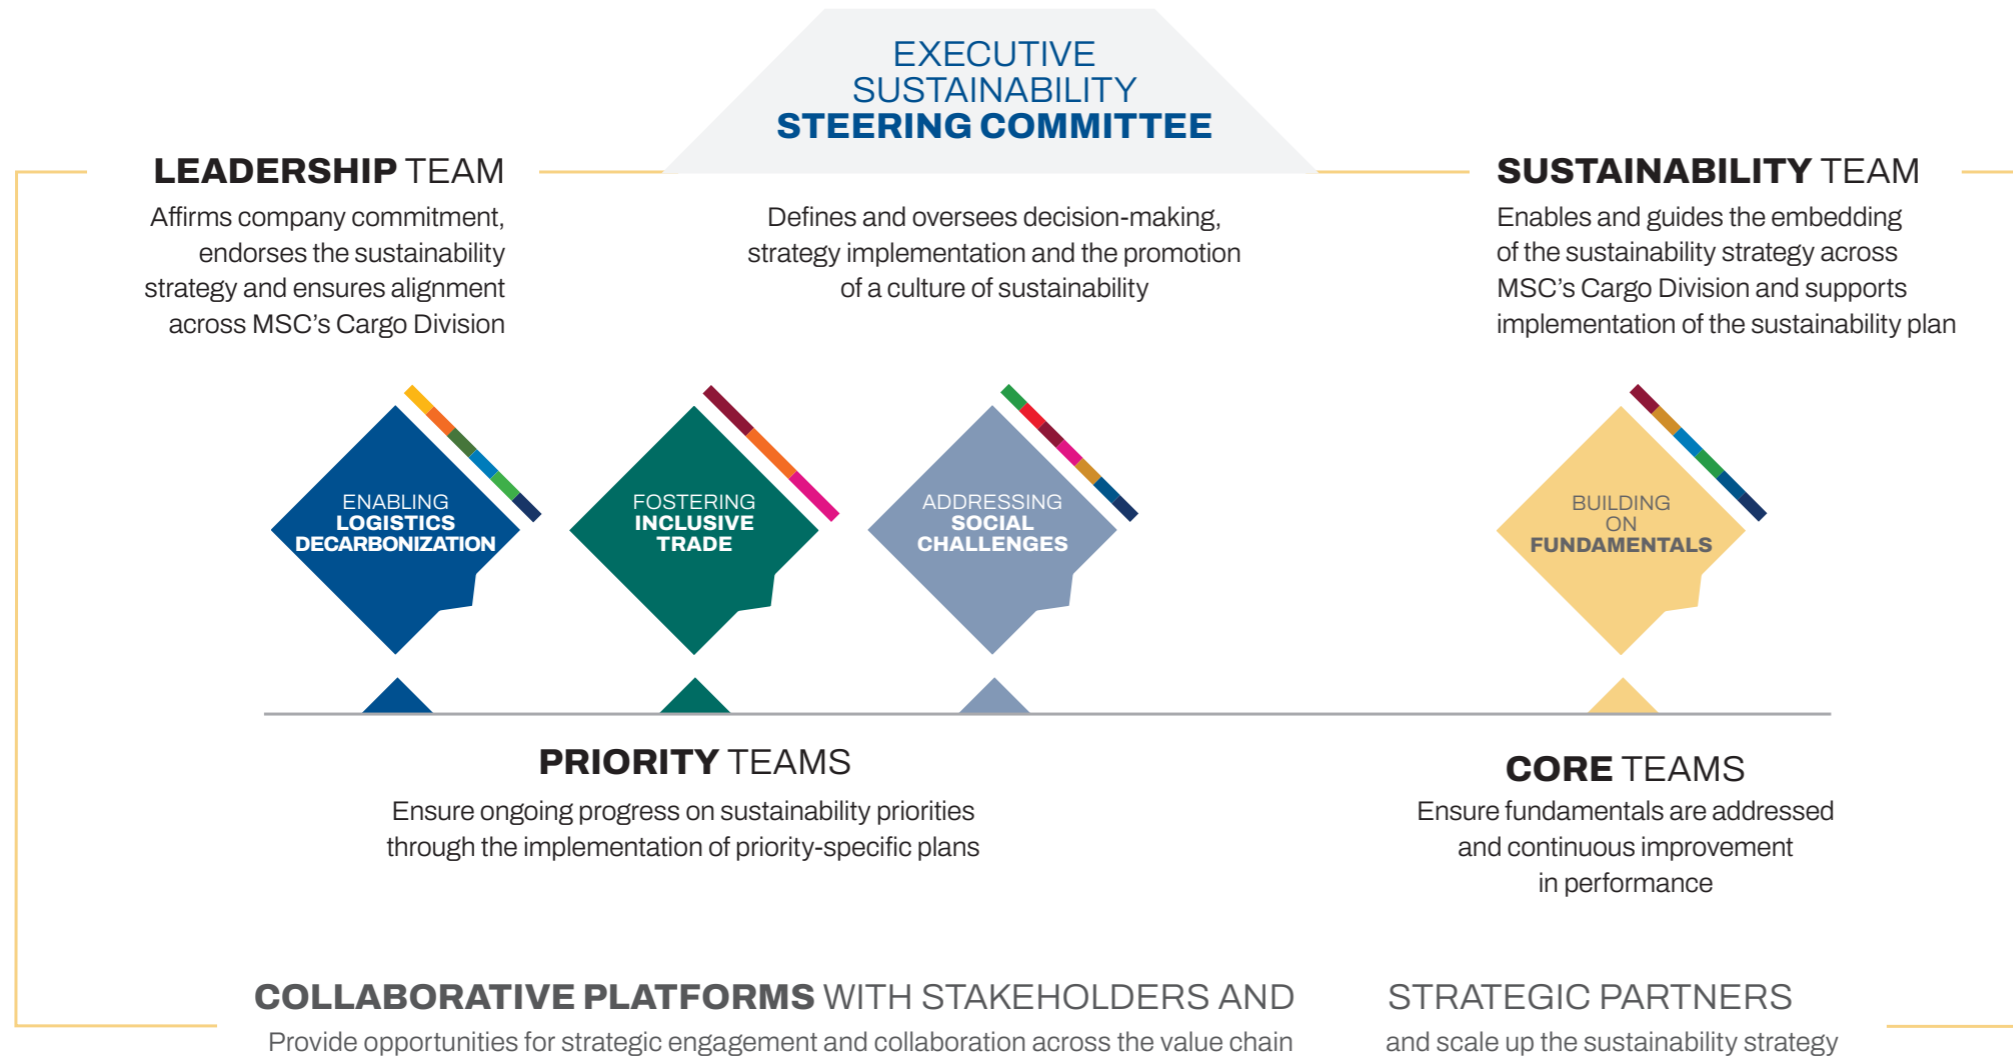 EXECUTIVE
SUSTAINABILITY
STEERING COMMITTEE
LEADERSHIP TEAM
Affirms company commitment,
endorses the sustainability
strategy and ensures alignment
across MSC's Cargo Division
Defines and oversees decision-making,
strategy implementation and the promotion
of a culture of sustainability
SUSTAINABILITY TEAM
Enables and guides the embedding
of the sustainability strategy across
MSC's Cargo Division and supports
implementation of the sustainability plan
ENABLING
LOGISTICS
DECARBONIZATION
FOSTERING
INCLUSIVE
TRADE
ADDRESSING
SOCIAL
CHALLENGES
BUILDING
ON
FUNDAMENTALS
PRIORITY TEAMS
Ensure ongoing progress on sustainability priorities
through the implementation of priority-specific plans
CORE TEAMS
Ensure fundamentals are addressed
and continuous improvement
in performance
COLLABORATIVE PLATFORMS WITH STAKEHOLDERS AND STRATEGIC PARTNERS
Provide opportunities for strategic engagement and collaboration across the value chain and scale up the sustainability strategy